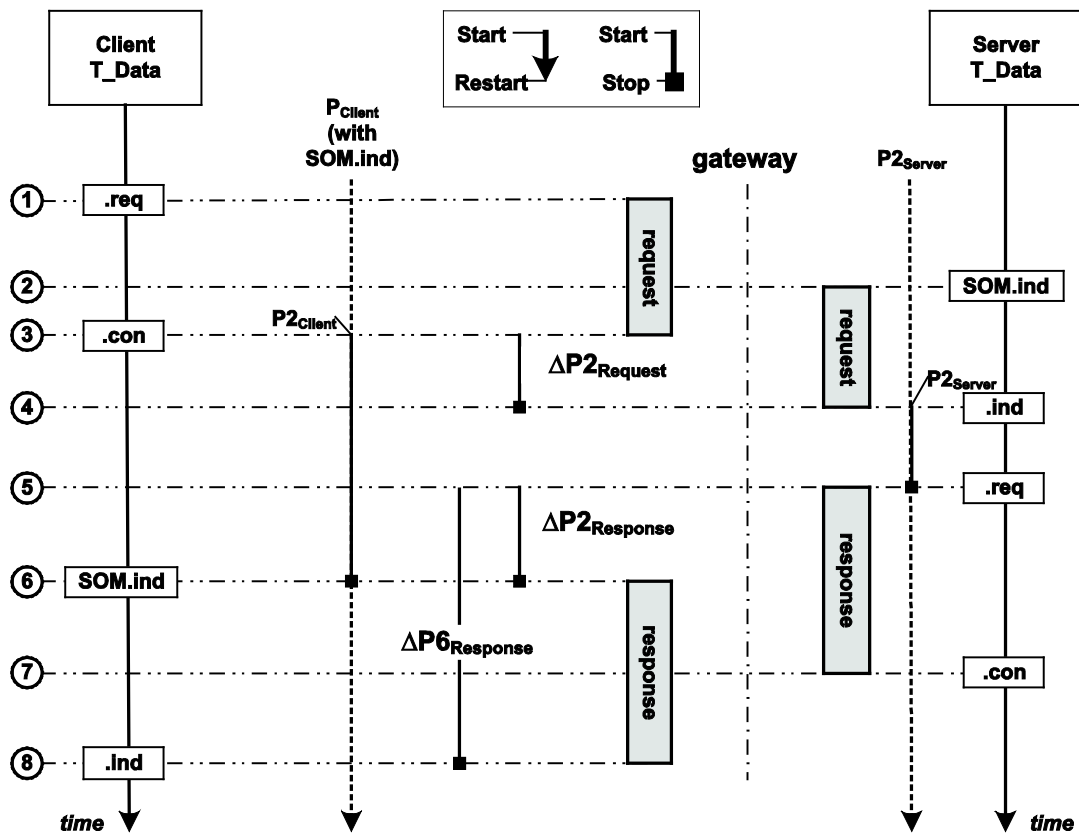 Client
T_Data
Start
Restart
Start
Stop
Server
T_Data
PClient
(with
SOM.ind)
gateway
P2Server
1
.req
request
2
SOM.ind
request
P2Client
3
.con
ΔP2Request
P2Server
4
.ind
5
.req
ΔP2Response
response
6
SOM.ind
ΔP6Response
response
7
.con
8
.ind
time
time